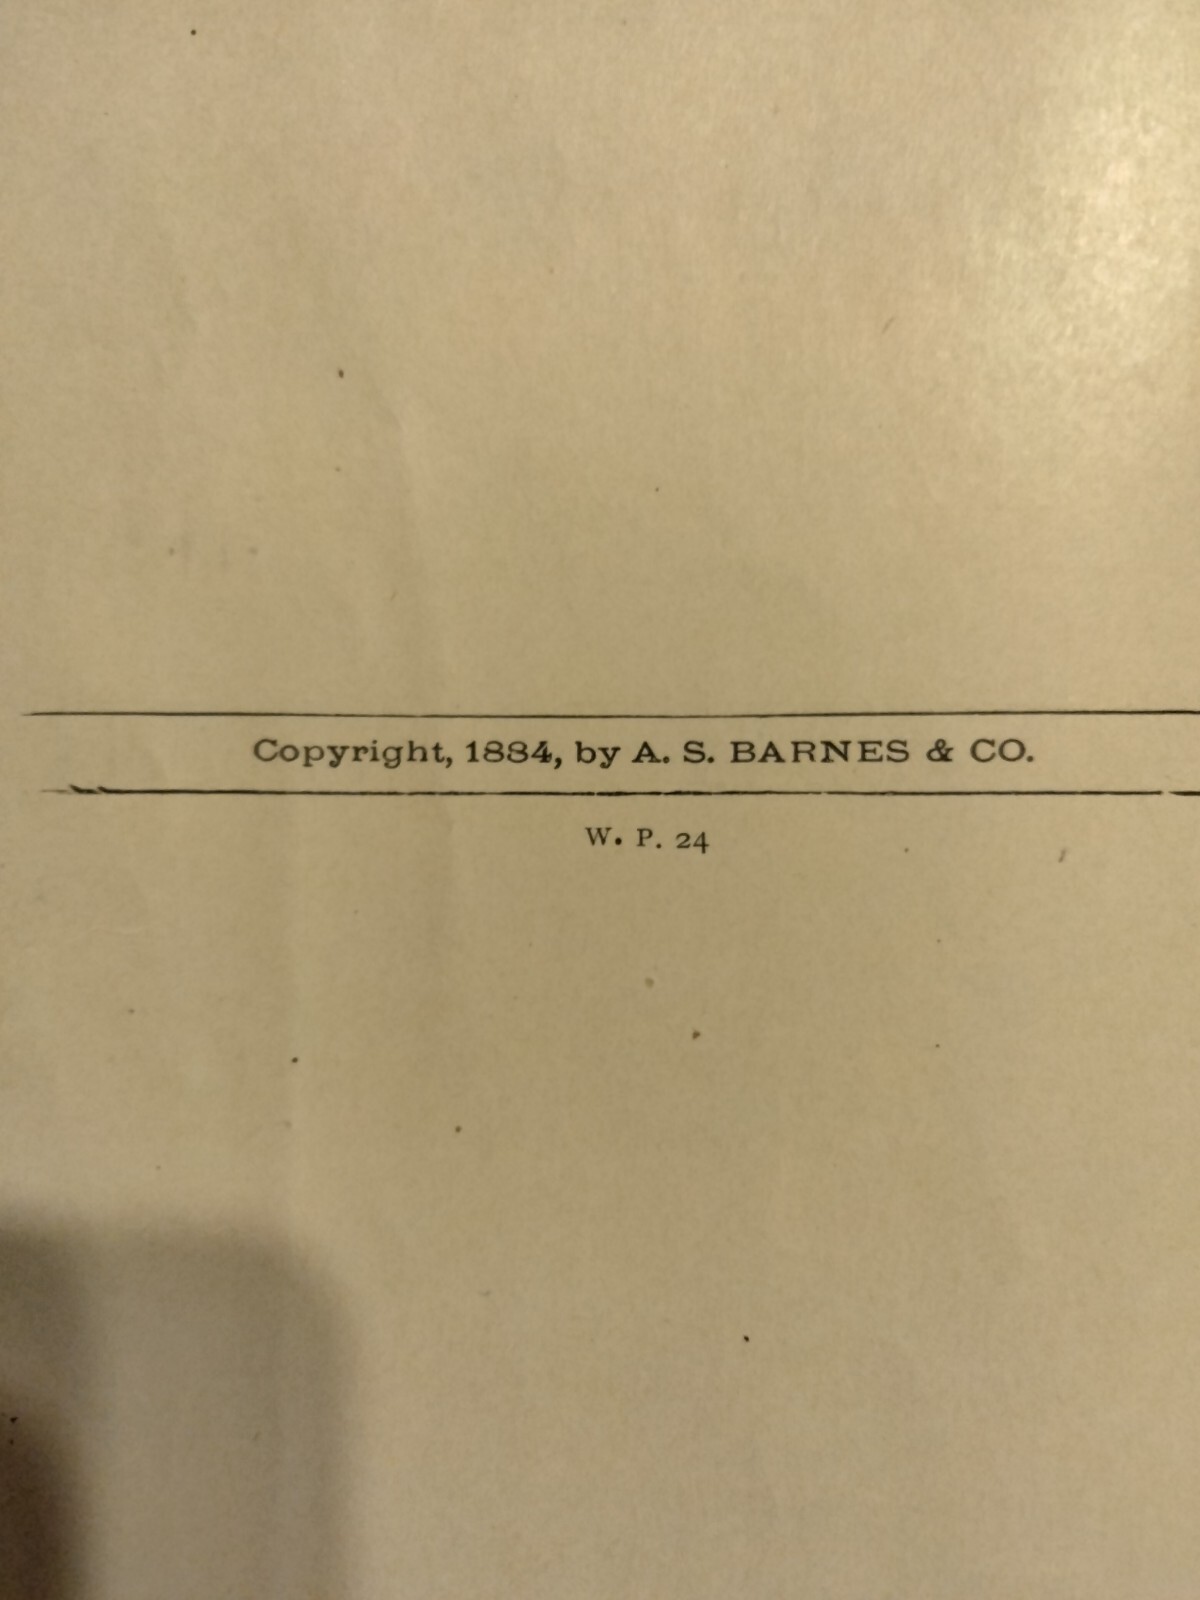 Copyright, 1884, by A. S. BARNES & CO.
W. P. 24